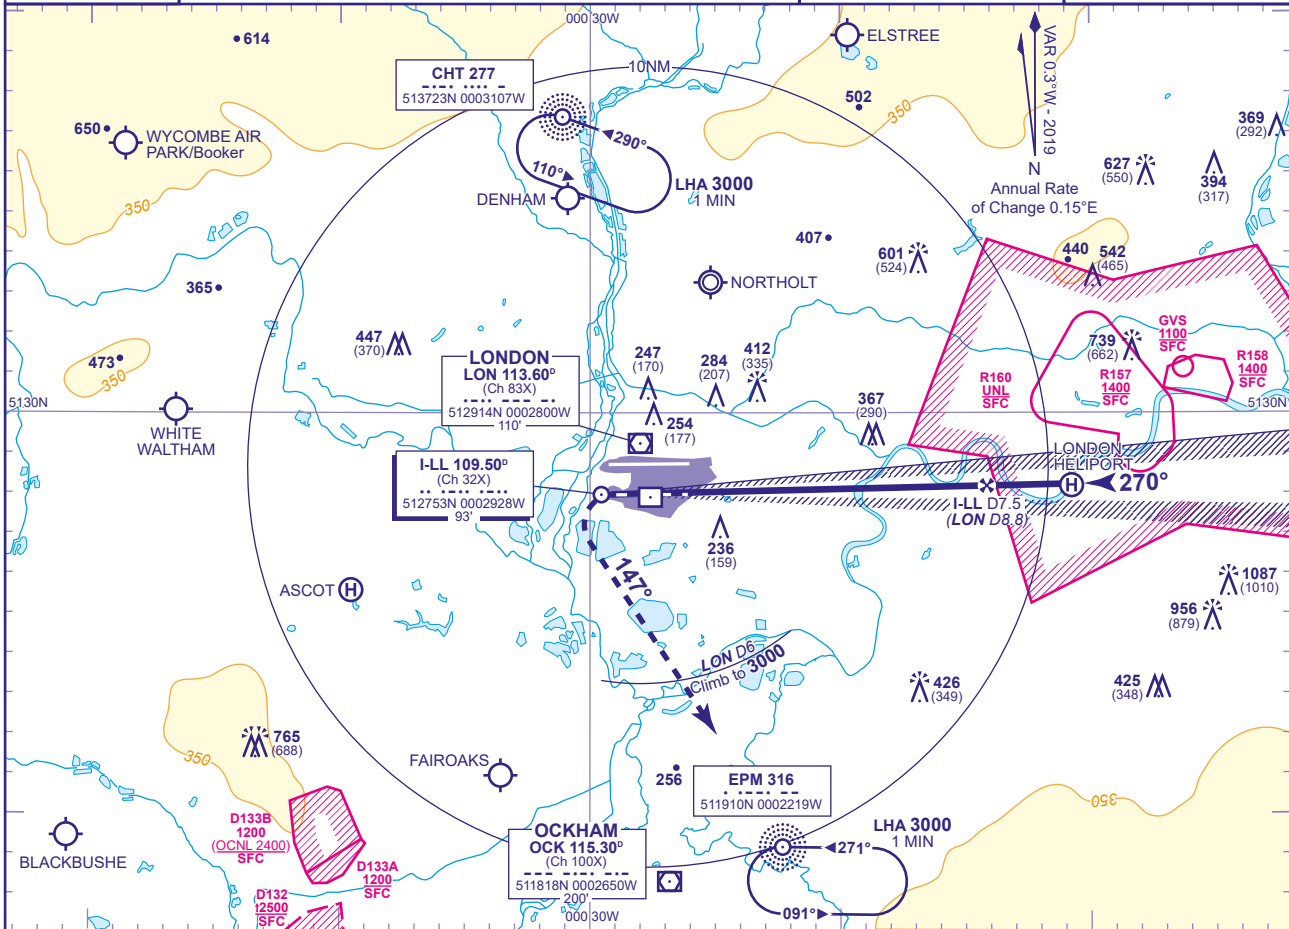 000 30W
614
ELSTREE
10NM
CHT 277
-·-· ···· -
513723N 0003107W
VAR 0.3°W - 2019
N
Annual Rate
of Change 0.15°E
502
350
369
(292)
650
WYCOMBE AIR
PARK/Booker
290°
110°
LHA 3000
1 MIN
DENHAM
627
(550)
394
(317)
350
407
601
(524)
440
542
(465)
365
NORTHOLT
447
(370)
473
350
LONDON
LON 113.60ᴰ
(Ch 83X)
·-·· --- -·
512914N 0002800W
110'
247
(170)
284
(207)
412
(335)
254
(177)
367
(290)
739
(662)
GVS
1100
SFC
R158
1400
SFC
R160
UNL
SFC
R157
1400
SFC
5130N
5130N
WHITE
WALTHAM
I-LL 109.50ᴰ
(Ch 32X)
·· ·-·· ·-··
512753N 0002928W
93'
LONDON
HELIPORT
H
270°
I-LL D7.5
(LON D8.8)
236
(159)
147°
ASCOT
H
1087
(1010)
956
(879)
LON D6
Climb to 3000
426
(349)
425
(348)
765
(688)
350
FAIROAKS
256
EPM 316
· ·--· --
511910N 0002219W
350
D133B
1200
(OCNL 2400)
SFC
D133A
1200
SFC
D132
2500
SFC
BLACKBUSHE
OCKHAM
OCK 115.30ᴰ
(Ch 100X)
--- -·-· -·-
511818N 0002650W
200'
LHA 3000
1 MIN
271°
091°
000 30W